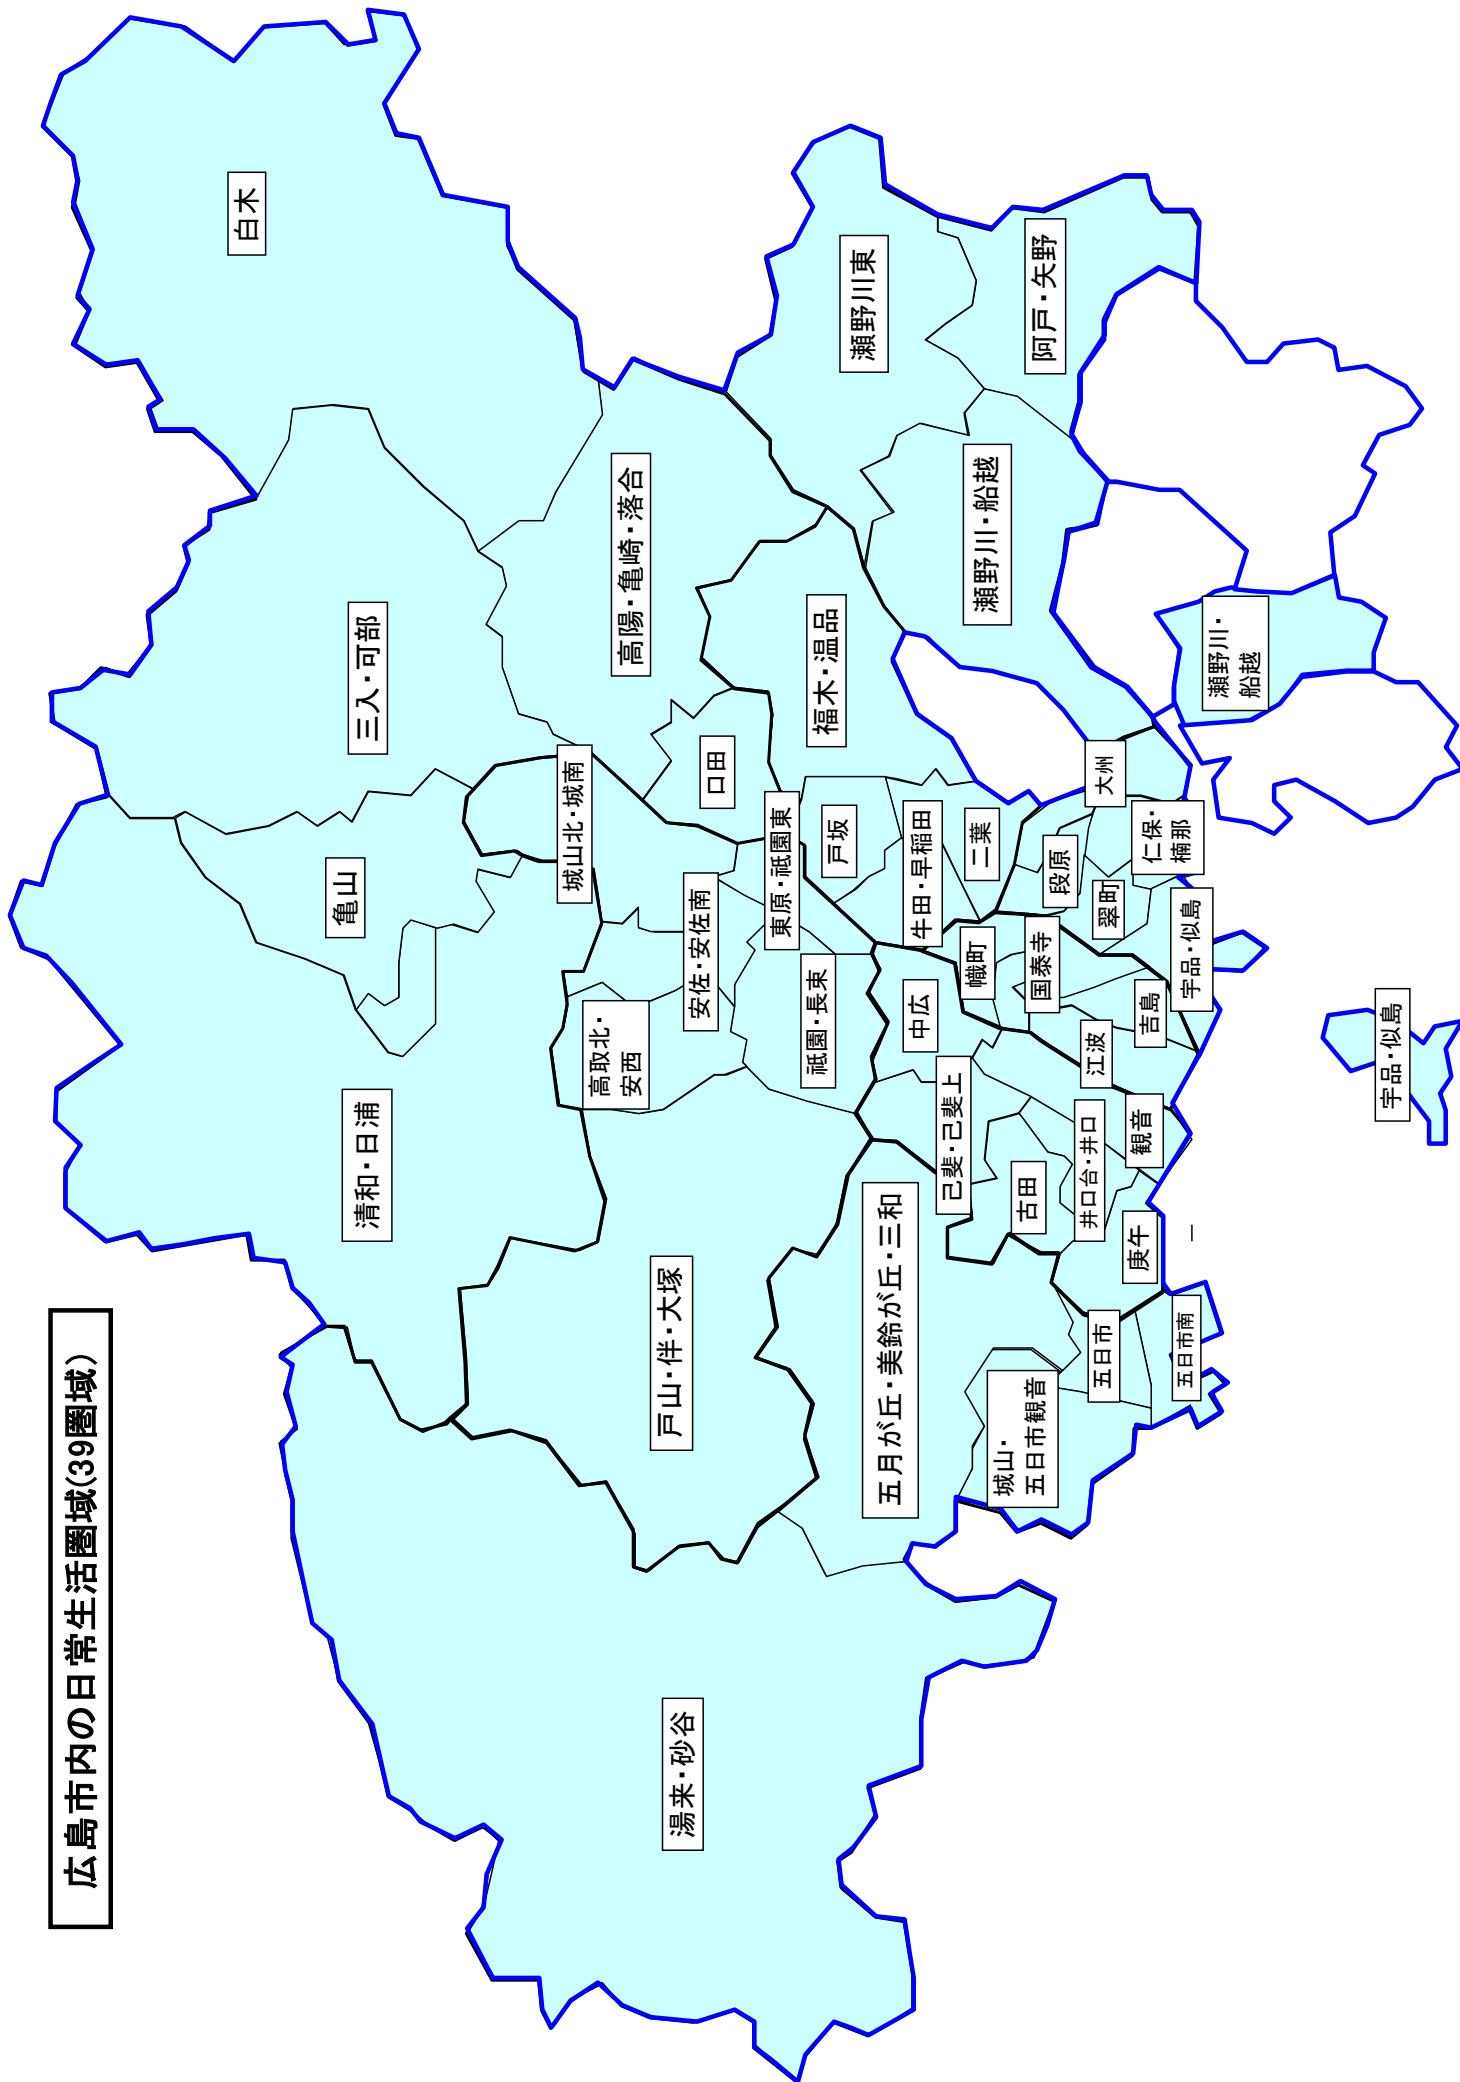 広島市内の日常生活圏域(39圏域)
白木
三入・可部
亀山
清和・日浦
高陽・亀崎・落合
口田
城山北・城南
安佐・安佐南
東原・祇園東
高取北・
安西
祇園・長束
戸山・伴・大塚
湯来・砂谷
瀬野川東
阿戸・矢野
瀬野川・船越
瀬野川・
船越
福木・温品
戸坂
牛田・早稲田
二葉
大州
段原
仁保・
楠那
翠町
宇品・似島
宇品・似島
幟町
国泰寺
吉島
江波
中広
観音
己斐・己斐上
古田
井口台・井口
庚午
五月が丘・美鈴が丘・三和
城山・
五日市観音
五日市
五日市南